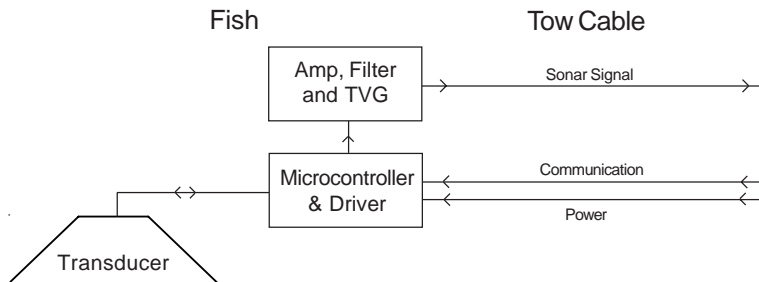 Fish
Tow Cable
Amp, Filter
and TVG
Sonar Signal
Microcontroller
& Driver
Communication
Power
Transducer